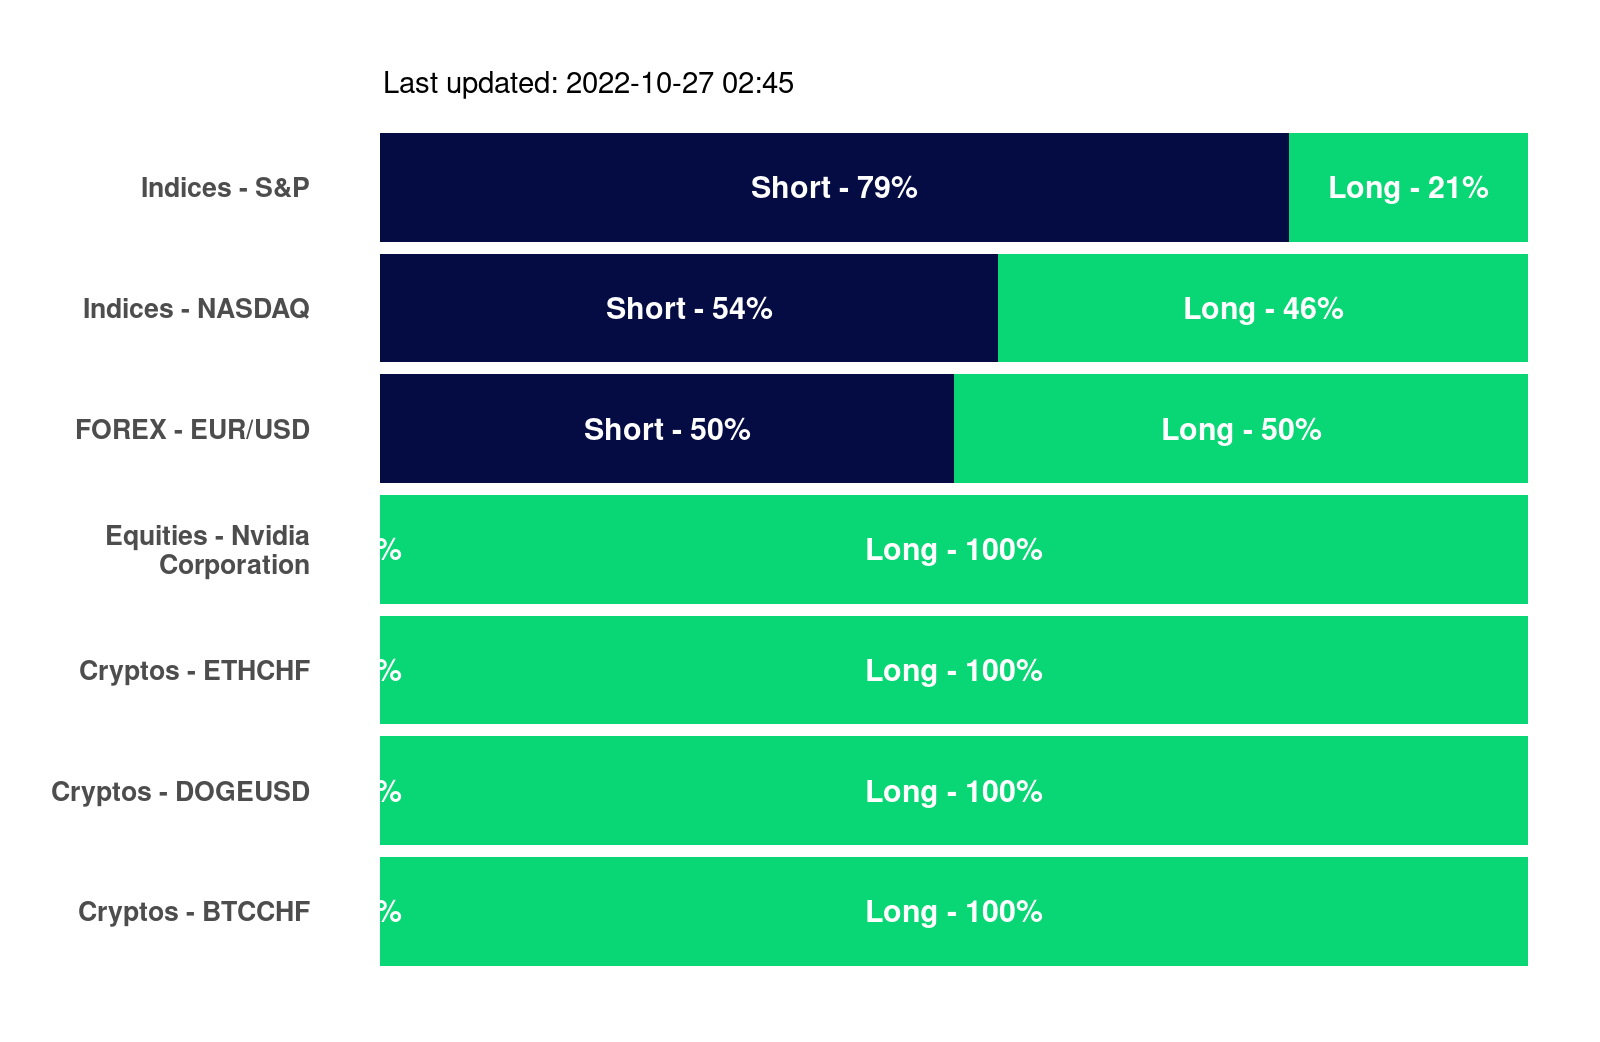 Last updated: 2022-10-27 02:45
Indices - S&P
Short - 79%
Long - 21%
Indices - NASDAQ
Short - 54%
Long - 46%
FOREX - EUR/USD
Short - 50%
Long - 50%
Equities - Nvidia
Corporation
%
Long - 100%
Cryptos - ETHCHF
%
Long - 100%
Cryptos - DOGEUSD
%
Long - 100%
Cryptos - BTCCHF
%
Long - 100%